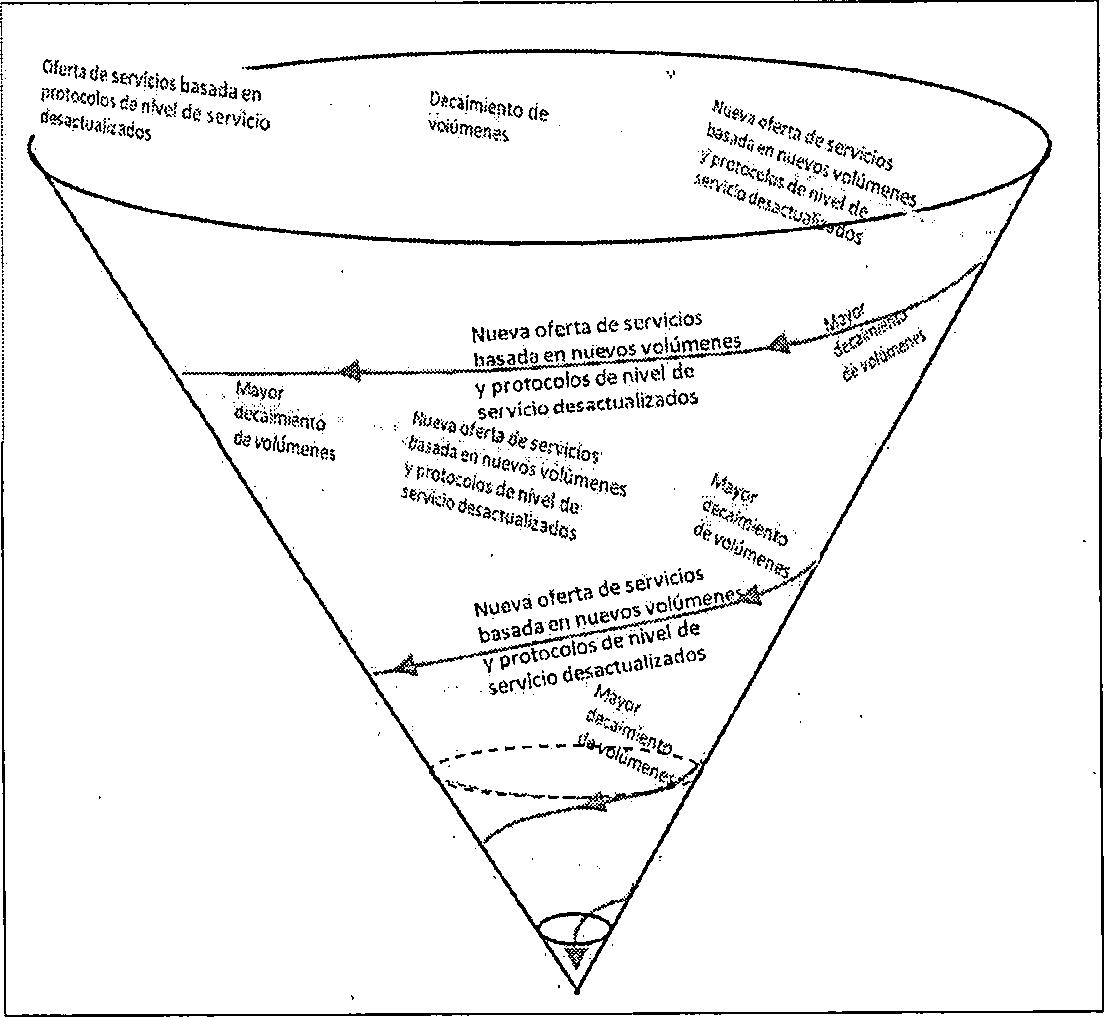 Oferta de servicios basada en
protocolos de nivel de servicio
desactualizados
Decaimiento de
volúmenes
Nueva oferta de servicios
basada en nuevos volúmenes
y protocolos de nivel de
servicio desactualizados
Mayor
decaimiento
de volúmenes
Nueva oferta de servicios
basada en nuevos volúmenes
y protocolos de nivel de
servicio desactualizados
Mayor
decaimiento
de volúmenes
Nueva oferta de servicios
basada en nuevos volúmenes
y protocolos de nivel de
servicio desactualizados
Mayor
decaimiento
de volúmenes
Nueva oferta de servicios
basada en nuevos volúmenes
y protocolos de nivel de
servicio desactualizados
Mayor
decaimiento
de volúmenes